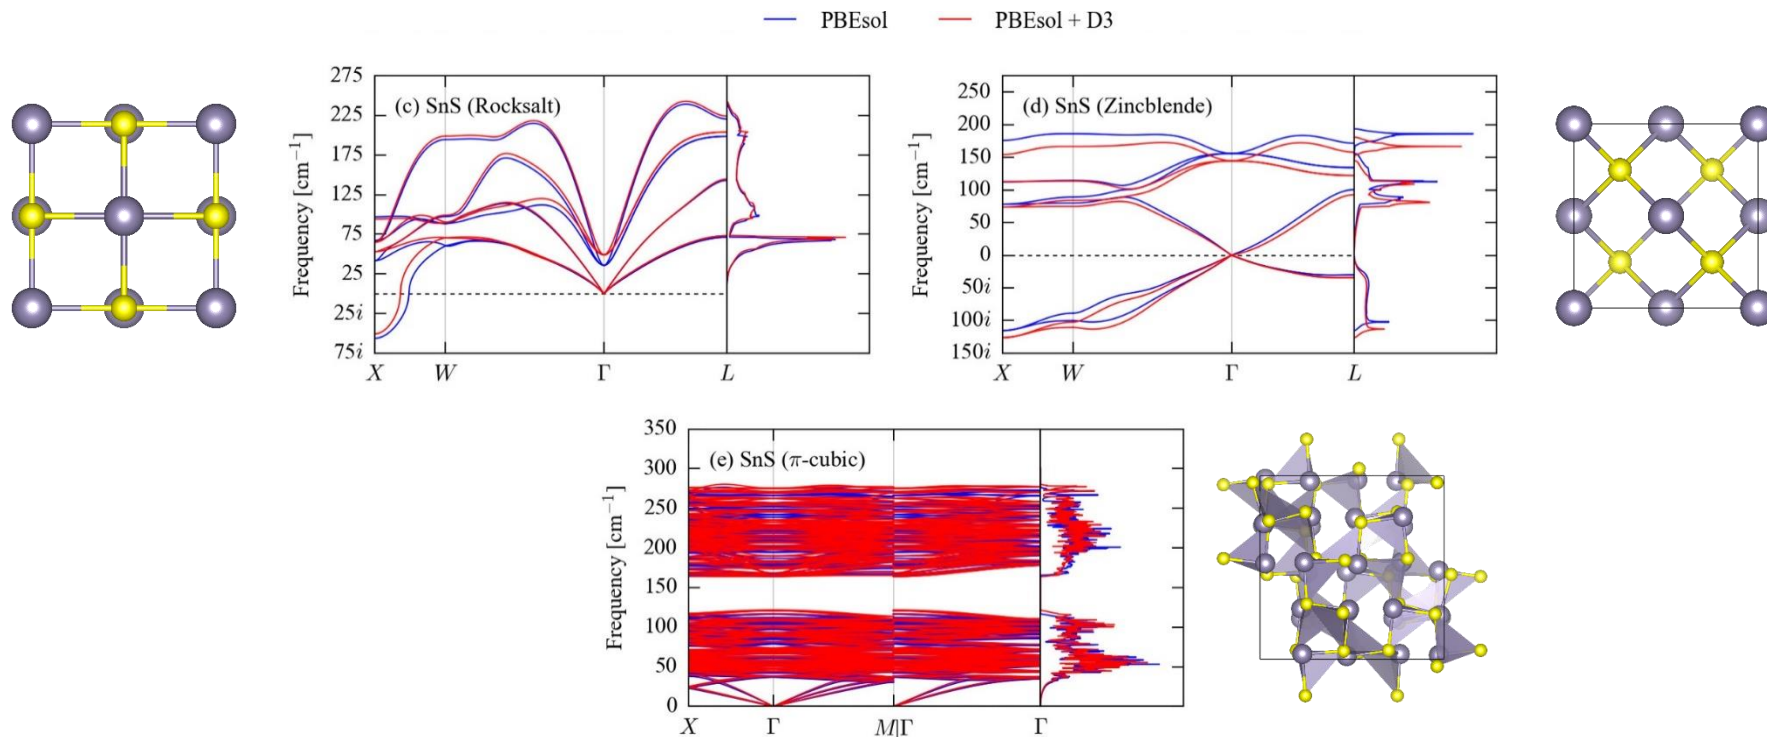 PBEsol PBEsol + D3
(c) SnS (Rocksalt)
Frequency [cm⁻¹]
275
225
175
125
75
25
25i
75i
X W Γ L
(d) SnS (Zincblende)
Frequency [cm⁻¹]
250
200
150
100
50
0
50i
100i
150i
X W Γ L
(e) SnS (π-cubic)
Frequency [cm⁻¹]
350
300
250
200
150
100
50
0
X Γ M|Γ Γ